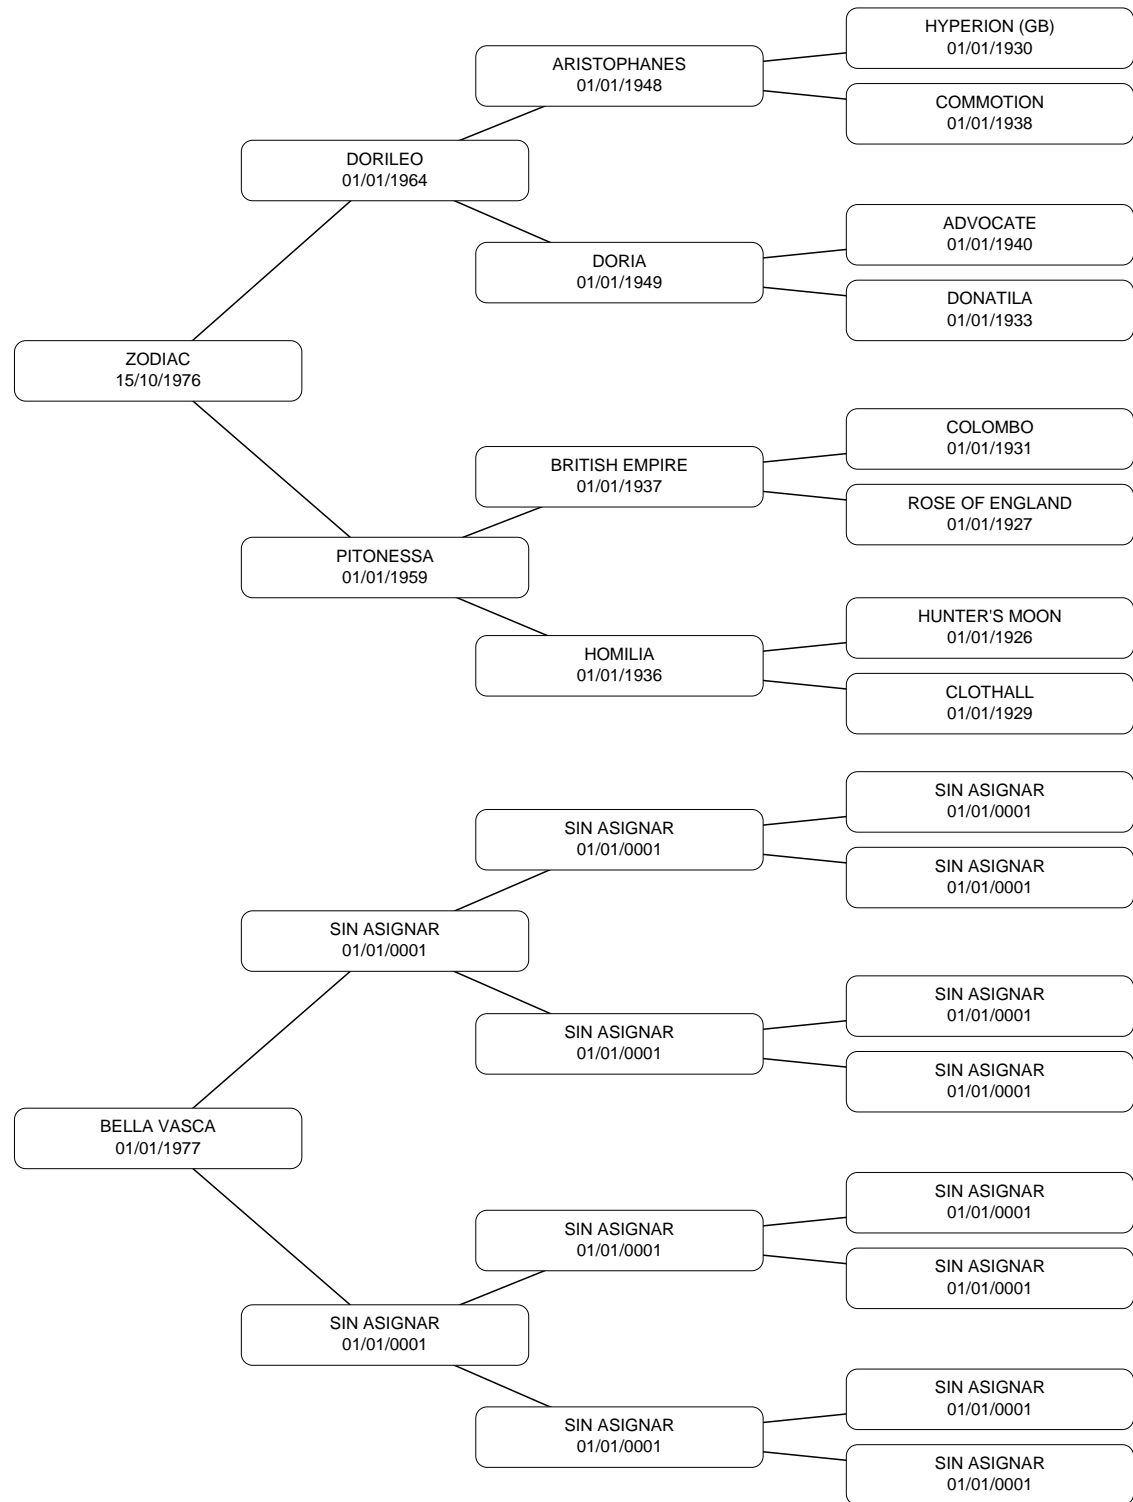 HYPERION (GB)
01/01/1930
ARISTOPHANES
01/01/1948
COMMOTION
01/01/1938
DORILEO
01/01/1964
ADVOCATE
01/01/1940
DORIA
01/01/1949
DONATILA
01/01/1933
ZODIAC
15/10/1976
COLOMBO
01/01/1931
BRITISH EMPIRE
01/01/1937
ROSE OF ENGLAND
01/01/1927
PITONESSA
01/01/1959
HUNTER'S MOON
01/01/1926
HOMILIA
01/01/1936
CLOTHALL
01/01/1929
SIN ASIGNAR
01/01/0001
SIN ASIGNAR
01/01/0001
SIN ASIGNAR
01/01/0001
SIN ASIGNAR
01/01/0001
SIN ASIGNAR
01/01/0001
SIN ASIGNAR
01/01/0001
SIN ASIGNAR
01/01/0001
BELLA VASCA
01/01/1977
SIN ASIGNAR
01/01/0001
SIN ASIGNAR
01/01/0001
SIN ASIGNAR
01/01/0001
SIN ASIGNAR
01/01/0001
SIN ASIGNAR
01/01/0001
SIN ASIGNAR
01/01/0001
SIN ASIGNAR
01/01/0001